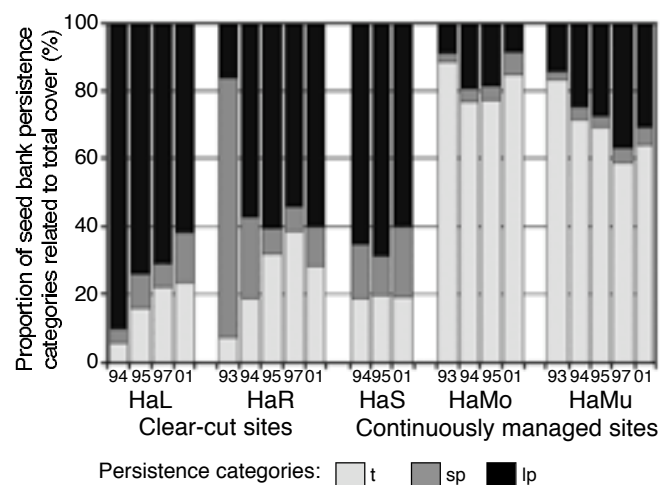 Proportion of seed bank persistence
categories related to total cover (%)
100
80
60
40
20
0
94 95 97 01 93 94 95 97 01 94 95 01 93 94 95 01 93 94 95 97 01
HaL HaR HaS HaMo HaMu
Clear-cut sites Continuously managed sites
Persistence categories: t sp lp